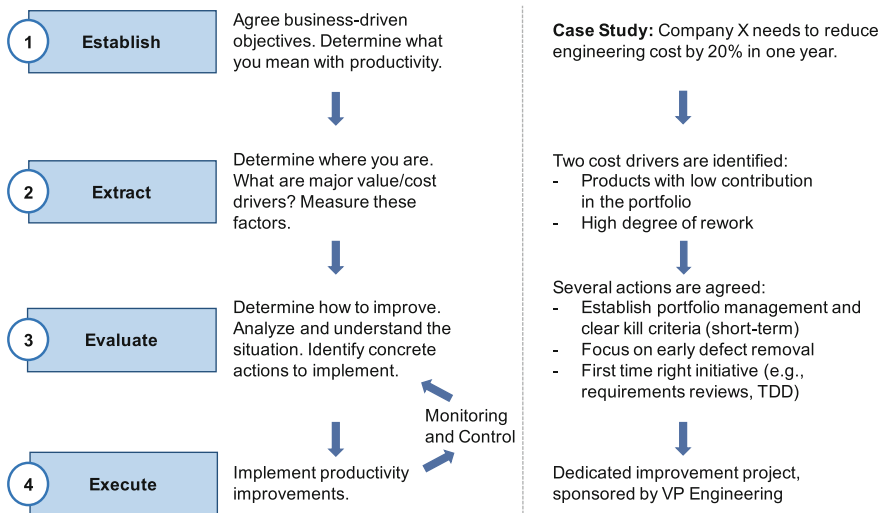 1
Establish
Agree business-driven
objectives. Determine what
you mean with productivity.
Case Study: Company X needs to reduce
engineering cost by 20% in one year.
2
Extract
Determine where you are.
What are major value/cost
drivers? Measure these
factors.
Two cost drivers are identified:
- Products with low contribution
in the portfolio
- High degree of rework
3
Evaluate
Determine how to improve.
Analyze and understand the
situation. Identify concrete
actions to implement.
Several actions are agreed:
- Establish portfolio management and
clear kill criteria (short-term)
- Focus on early defect removal
- First time right initiative (e.g.,
requirements reviews, TDD)
Monitoring
and Control
4
Execute
Implement productivity
improvements.
Dedicated improvement project,
sponsored by VP Engineering